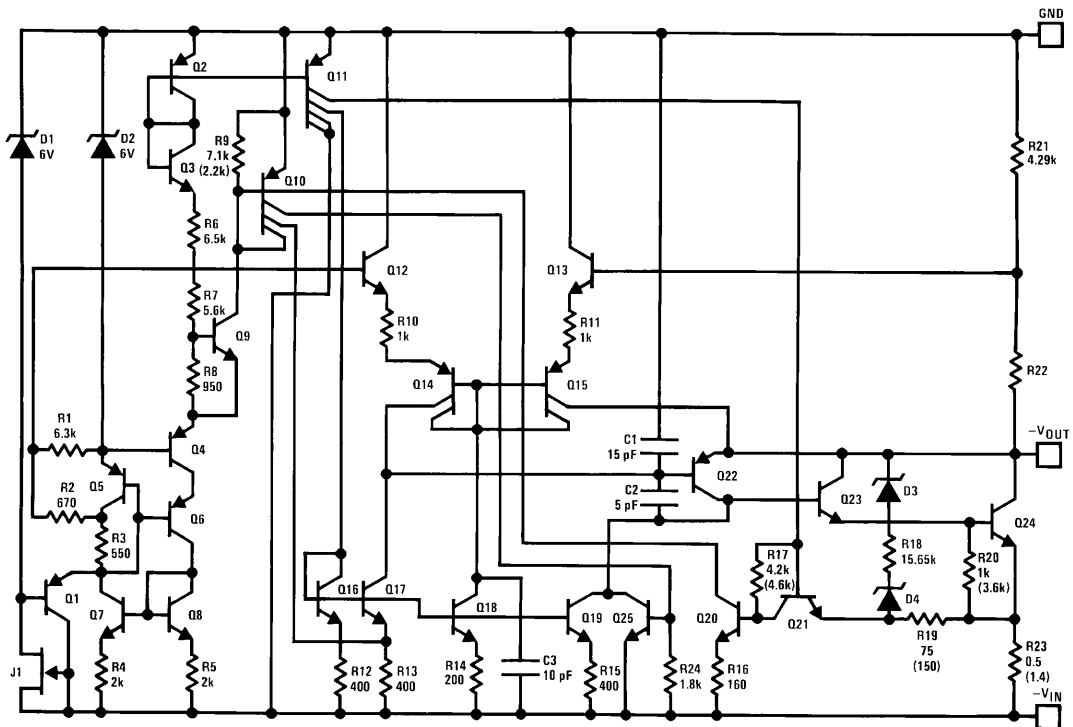 GND
Q2
Q11
D1
6V
D2
6V
R9
7.1k
(2.2k)
Q3
Q10
R21
4.29k
R6
6.5k
Q12
Q13
R7
5.6k
Q9
R10
1k
R11
1k
R8
950
Q14
Q15
R22
R1
6.3k
Q4
C1
15 pF
-VOUT
Q5
Q22
R2
670
Q6
C2
5 pF
Q23
D3
Q24
R3
550
R18
15.65k
R20
1k
(3.6k)
R17
4.2k
(4.6k)
Q1
Q7
Q8
Q16
Q17
Q18
Q19
Q25
Q20
Q21
D4
R19
75
(150)
J1
R4
2k
R5
2k
R12
400
R13
400
R14
200
C3
10 pF
R15
400
R24
1.8k
R16
160
R23
0.5
(1.4)
-VIN